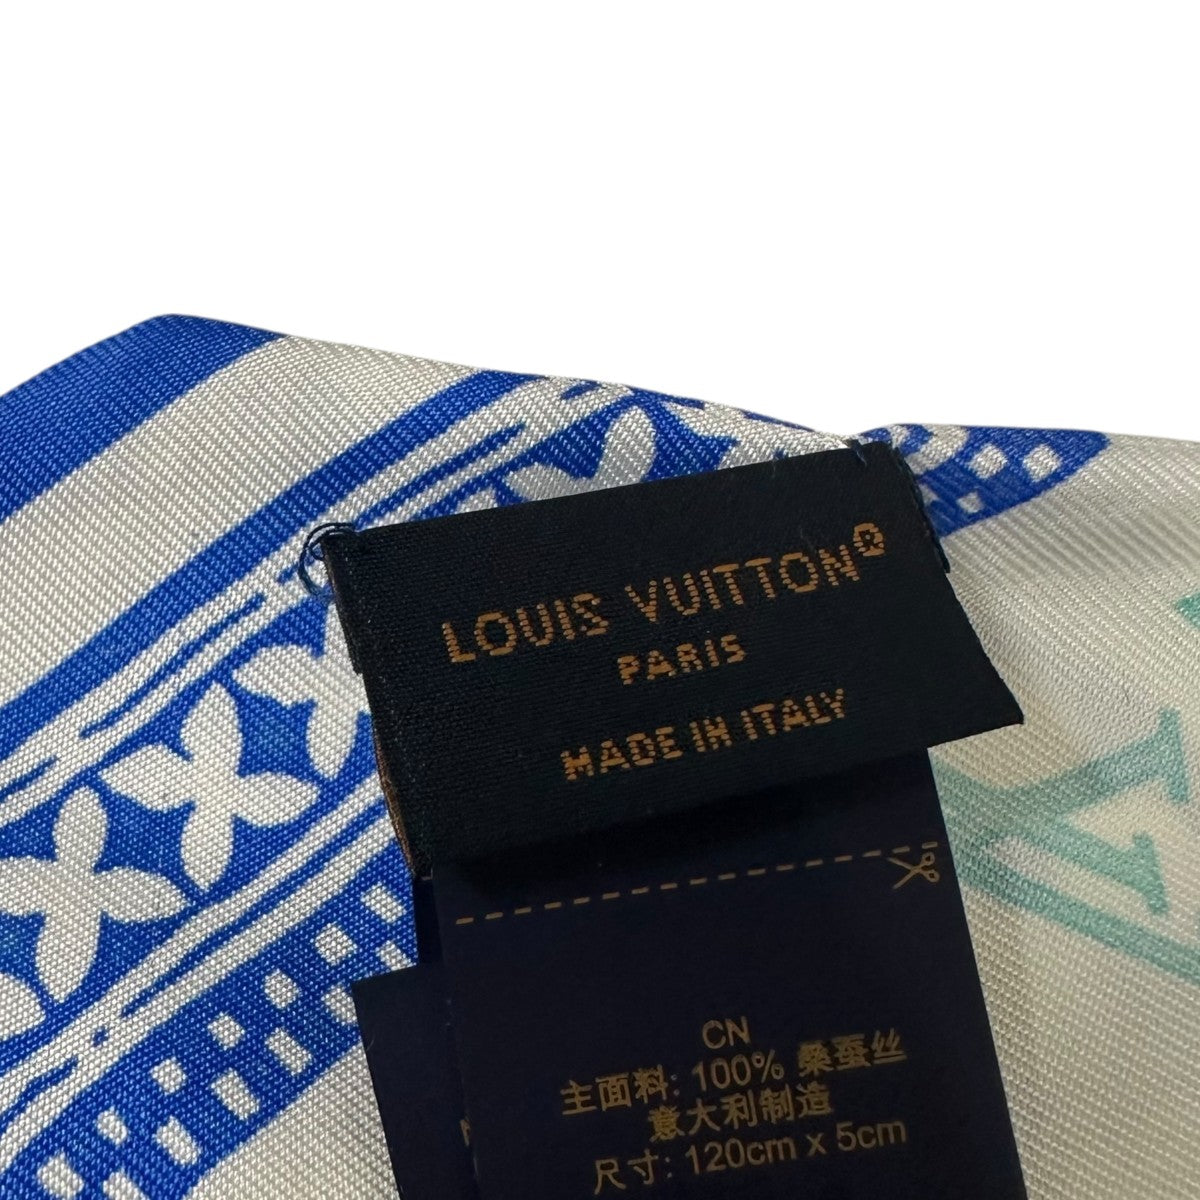 LOUIS VUITTON®
PARIS
MADE IN ITALY
CN
主面料: 100% 桑蚕丝
意大利制造
尺寸: 120cm x 5cm